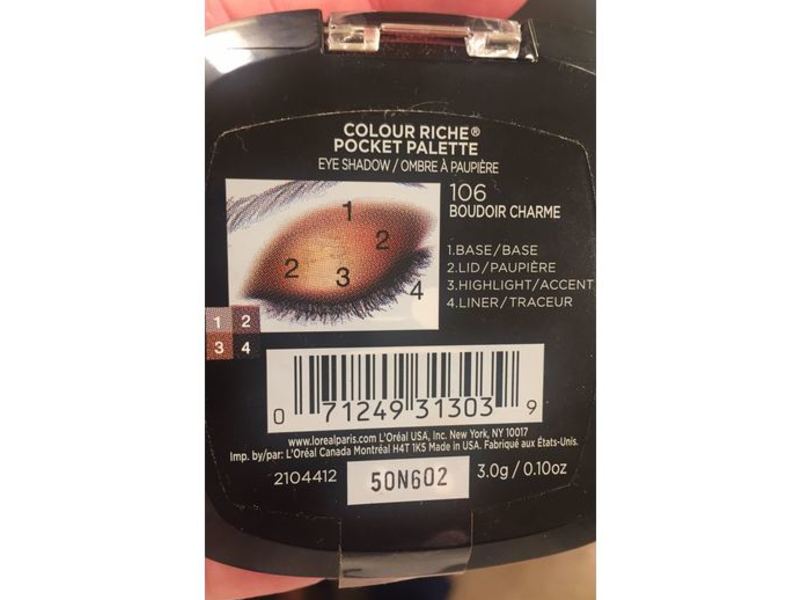 COLOUR RICHE®
POCKET PALETTE
EYE SHADOW / OMBRE À PAUPIÈRE
106
BOUDOIR CHARME
1
2
2
3
4
1.BASE/BASE
2.LID/PAUPIÈRE
3.HIGHLIGHT/ACCENT
4.LINER/TRACEUR
1 2
3 4
0 71249 31303 9
www.lorealparis.com L'Oréal USA, Inc. New York, NY 10017
Imp. by/par: L'Oréal Canada Montréal H4T 1K5 Made in USA. Fabriqué aux États-Unis.
2104412 50N602 3.0g / 0.10oz